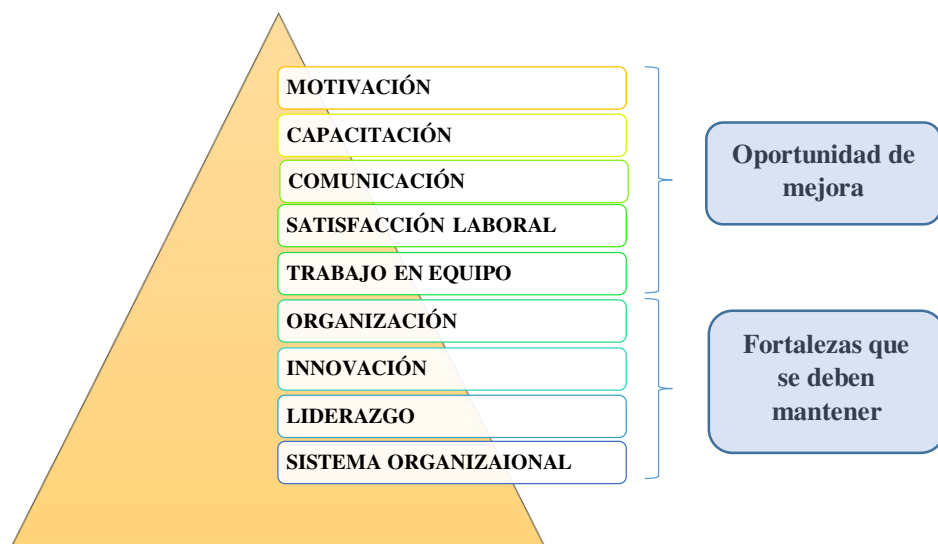 MOTIVACIÓN
CAPACITACIÓN
COMUNICACIÓN
SATISFACCIÓN LABORAL
TRABAJO EN EQUIPO
ORGANIZACIÓN
INNOVACIÓN
LIDERAZGO
SISTEMA ORGANIZAIONAL
Oportunidad de
mejora
Fortalezas que
se deben
mantener